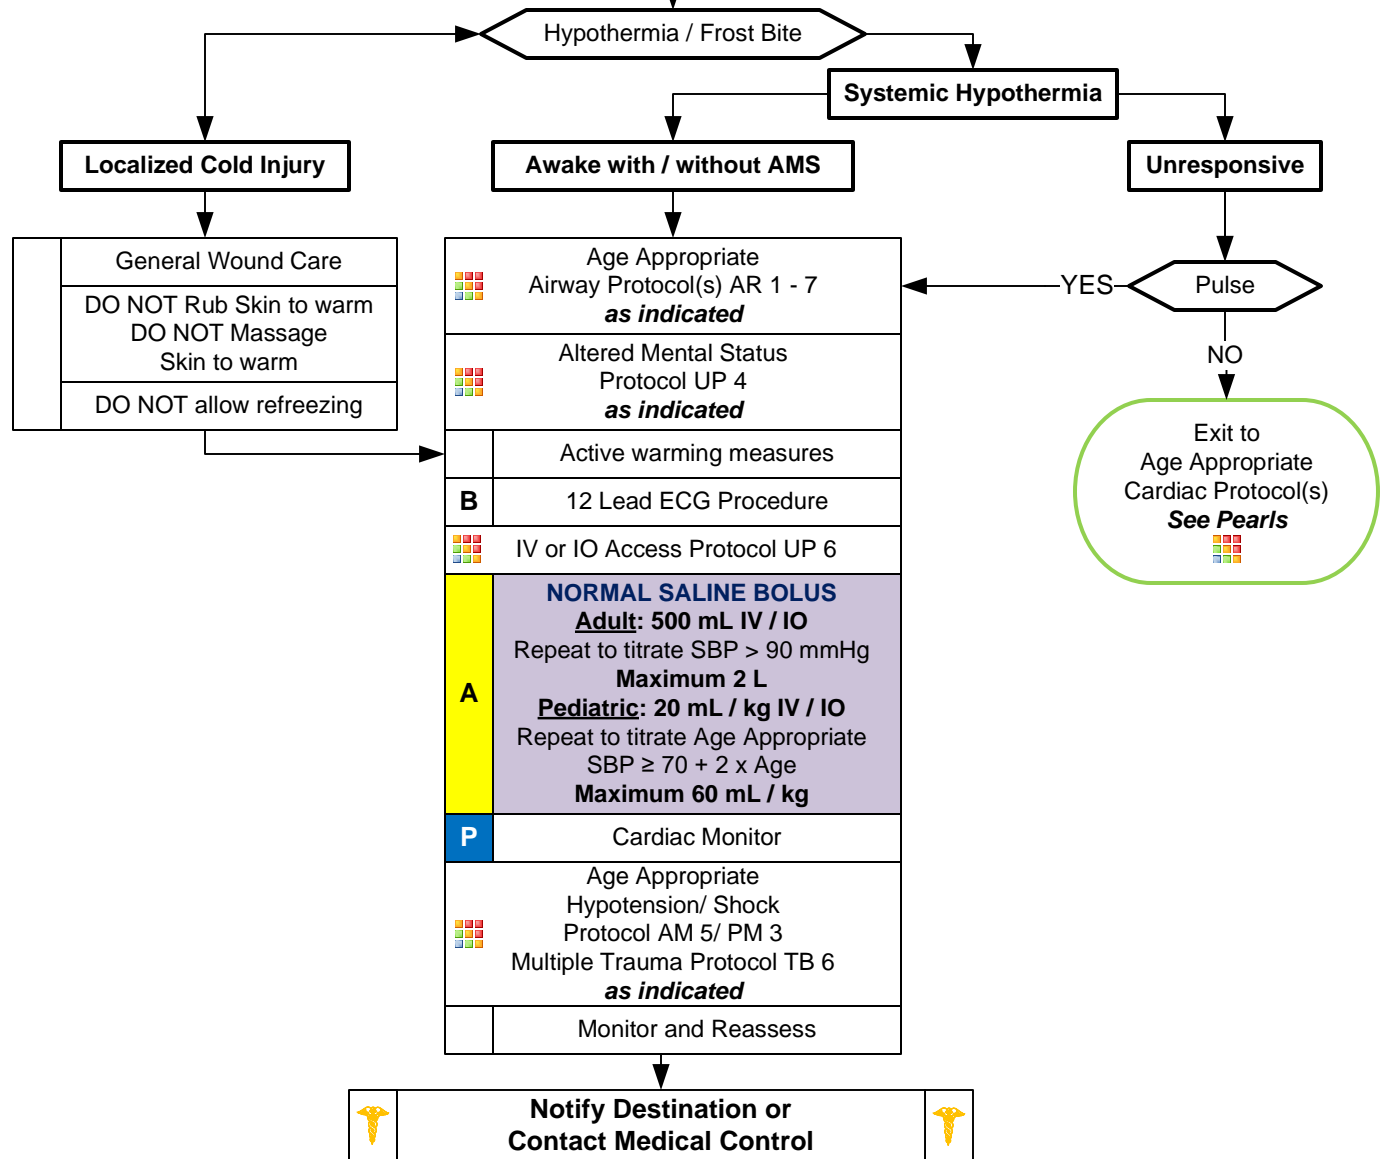 Hypothermia / Frost Bite
Systemic Hypothermia
Localized Cold Injury
Awake with / without AMS
Unresponsive
General Wound Care
DO NOT Rub Skin to warm
DO NOT Massage
Skin to warm
DO NOT allow refreezing
Age Appropriate
Airway Protocol(s) AR 1 - 7
as indicated
Altered Mental Status
Protocol UP 4
as indicated
Active warming measures
B
12 Lead ECG Procedure
IV or IO Access Protocol UP 6
A
NORMAL SALINE BOLUS
Adult: 500 mL IV / IO
Repeat to titrate SBP > 90 mmHg
Maximum 2 L
Pediatric: 20 mL / kg IV / IO
Repeat to titrate Age Appropriate
SBP ≥ 70 + 2 x Age
Maximum 60 mL / kg
P
Cardiac Monitor
Age Appropriate
Hypotension/ Shock
Protocol AM 5/ PM 3
Multiple Trauma Protocol TB 6
as indicated
Monitor and Reassess
YES
Pulse
NO
Exit to
Age Appropriate
Cardiac Protocol(s)
See Pearls
Notify Destination or
Contact Medical Control